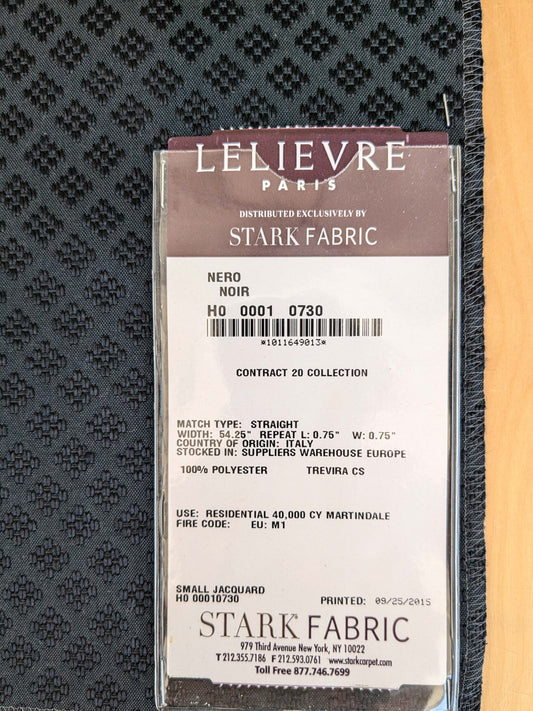 LELIEVRE
PARIS
DISTRIBUTED EXCLUSIVELY BY
STARK FABRIC
NERO
NOIR
H0 0001 0730
*1011649013*
CONTRACT 20 COLLECTION
MATCH TYPE: STRAIGHT
WIDTH: 54.25" REPEAT L: 0.75" W: 0.75"
COUNTRY OF ORIGIN: ITALY
STOCKED IN: SUPPLIERS WAREHOUSE EUROPE
100% POLYESTER TREVIRA CS
USE: RESIDENTIAL 40,000 CY MARTINDALE
FIRE CODE: EU: M1
SMALL JACQUARD
H0 00010730 PRINTED: 09/25/2015
STARK FABRIC
979 Third Avenue New York, NY 10022
T 212.355.7186 F 212.593.0761 www.starkcarpet.com
Toll Free 877.746.7699